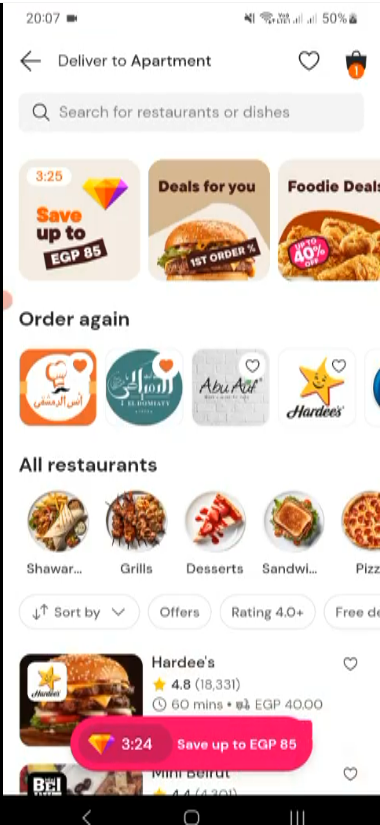 20:07
50%
Deliver to Apartment
1
Search for restaurants or dishes
3:25
Save
up to
EGP 85
Deals for you
1ST ORDER %
Foodie Deals
UP TO
40%
OFF
Order again
أنس الدمشقي
Abu Auf
Hardee's
All restaurants
Shawar...
Grills
Desserts
Sandwi...
Pizz
Sort by
Offers
Rating 4.0+
Free de
Hardee's
Hardee's
4.8 (18,331)
60 mins • EGP 40.00
3:24 Save up to EGP 85
BEI
Mini Beirut
4.4 (4,301)